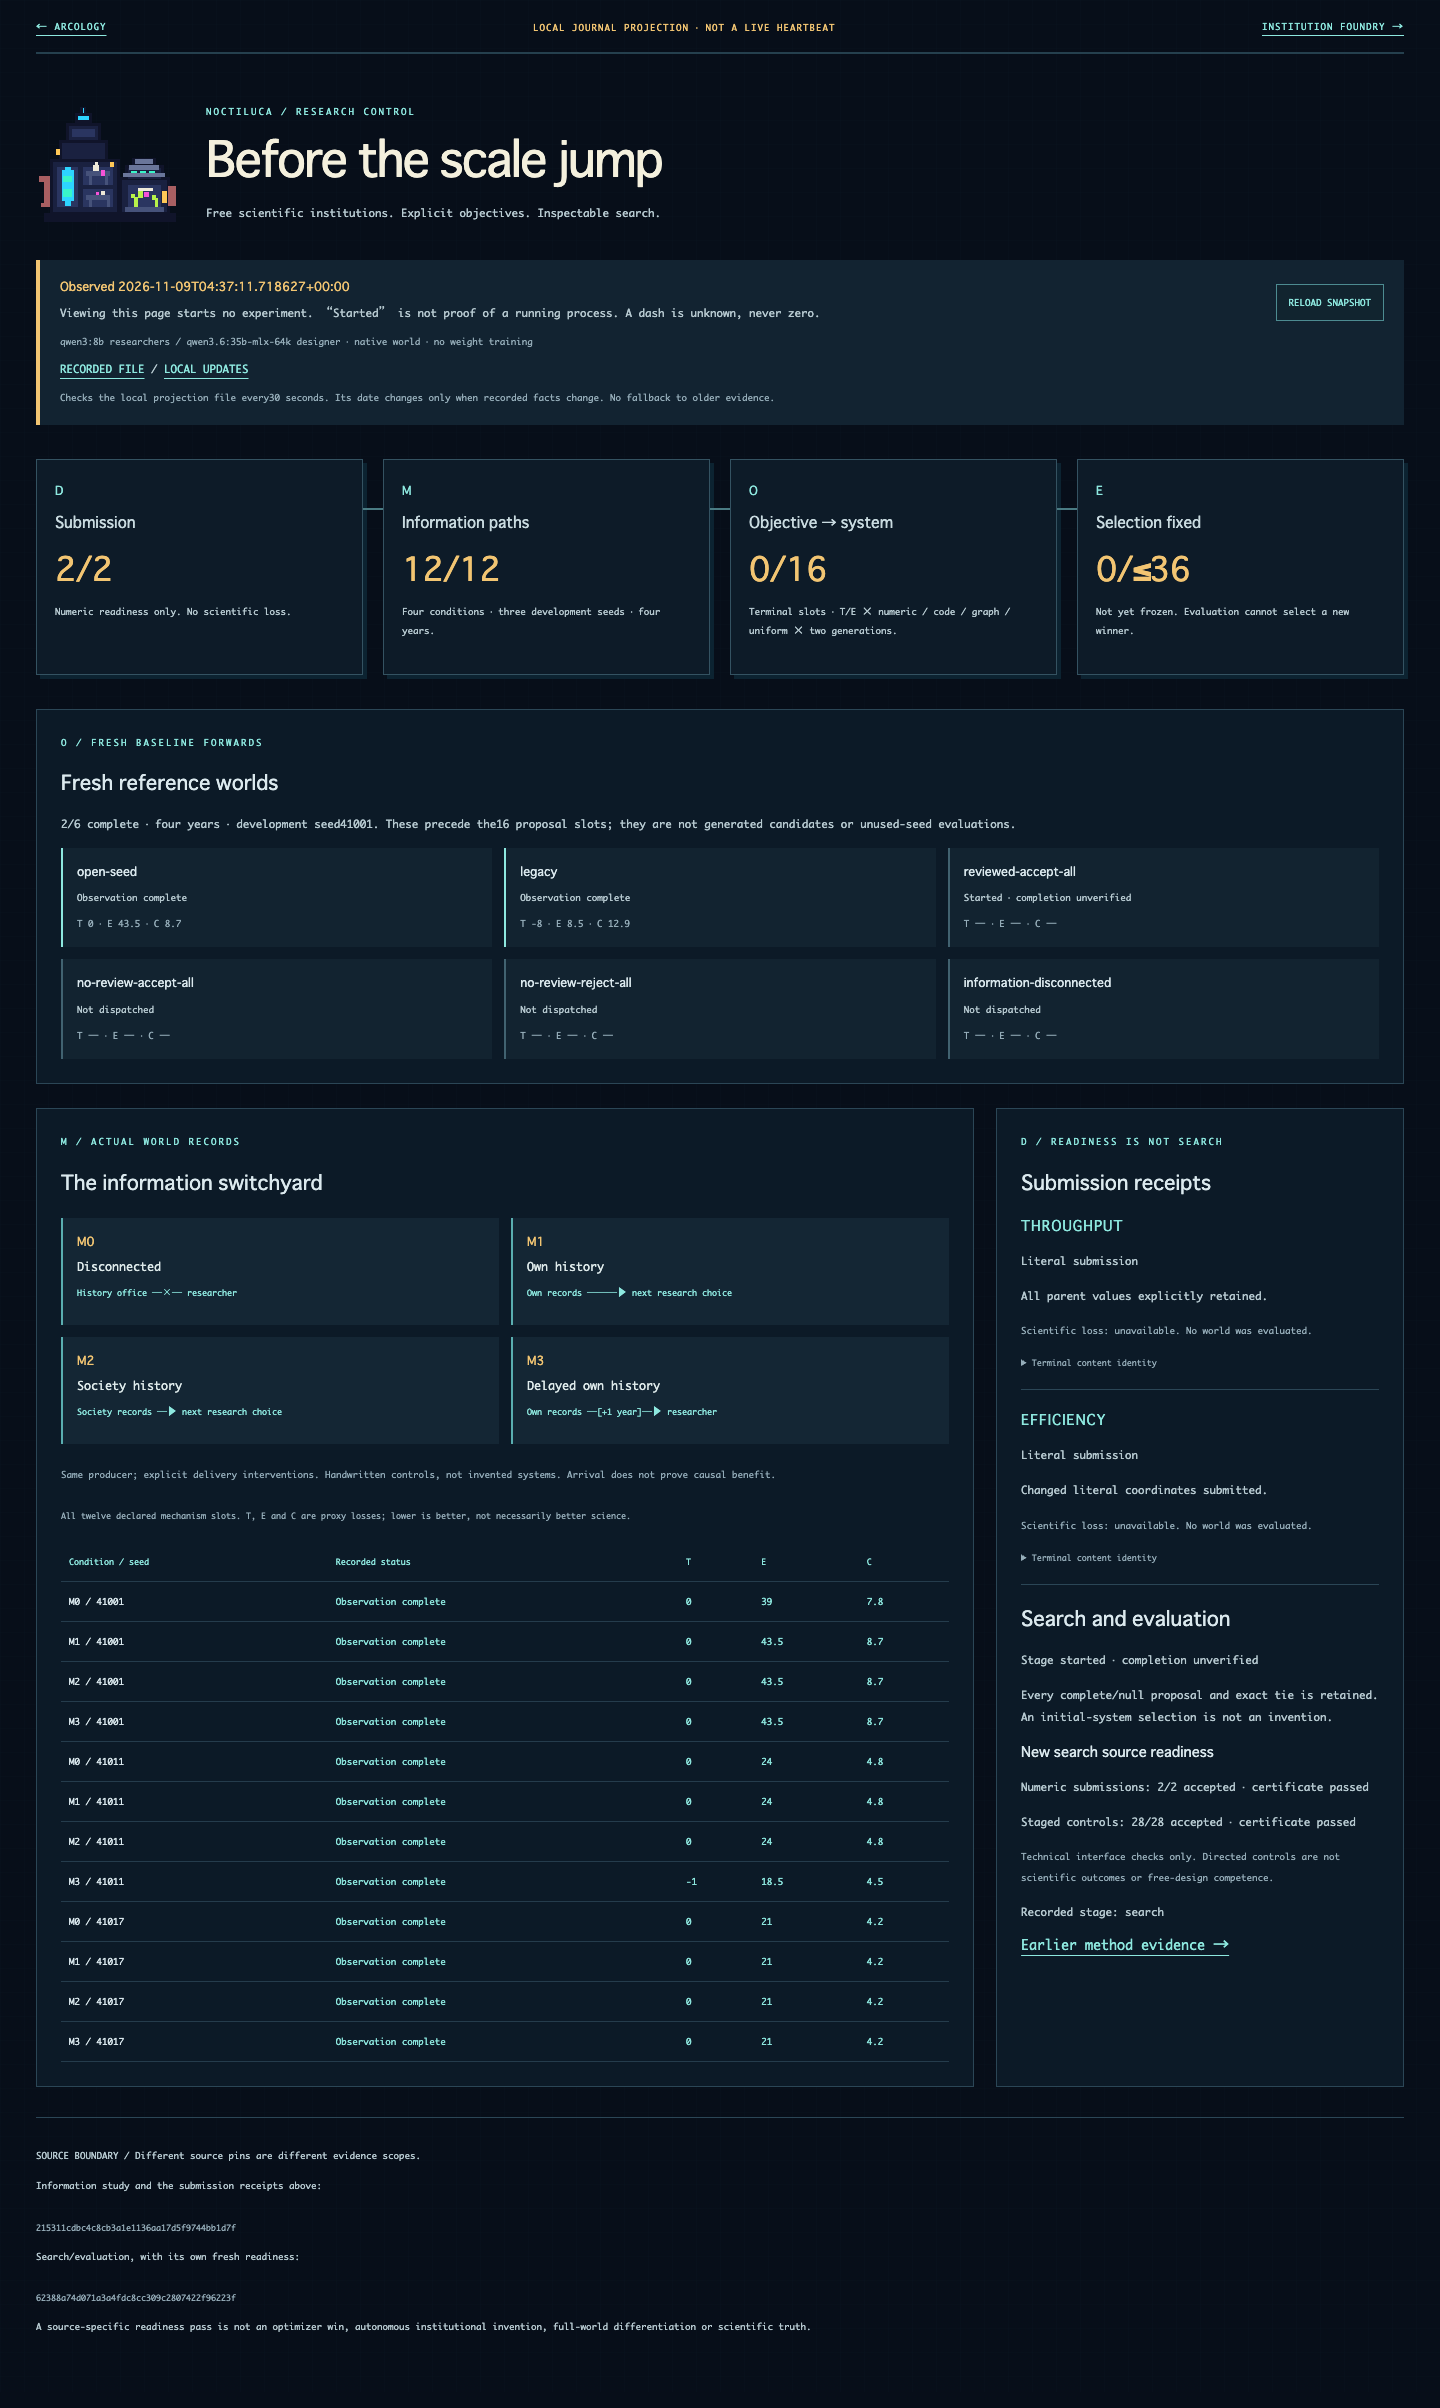 ← ARCOLOGY
LOCAL JOURNAL PROJECTION · NOT A LIVE HEARTBEAT
INSTITUTION FOUNDRY →
NOCTILUCA / RESEARCH CONTROL
Before the scale jump
Free scientific institutions. Explicit objectives. Inspectable search.
Observed 2026-11-09T04:37:11.718627+00:00
Viewing this page starts no experiment. “Started” is not proof of a running process. A dash is unknown, never zero.
qwen3:8b researchers / qwen3.6:35b-mlx-64k designer · native world · no weight training
RECORDED FILE / LOCAL UPDATES
Checks the local projection file every30 seconds. Its date changes only when recorded facts change. No fallback to older evidence.
RELOAD SNAPSHOT
D
Submission
2/2
Numeric readiness only. No scientific loss.
M
Information paths
12/12
Four conditions · three development seeds · four
years.
O
Objective → system
0/16
Terminal slots · T/E × numeric / code / graph /
uniform × two generations.
E
Selection fixed
0/≤36
Not yet frozen. Evaluation cannot select a new
winner.
O / FRESH BASELINE FORWARDS
Fresh reference worlds
2/6 complete · four years · development seed41001. These precede the16 proposal slots; they are not generated candidates or unused-seed evaluations.
open-seed
Observation complete
T 0 · E 43.5 · C 8.7
legacy
Observation complete
T -8 · E 8.5 · C 12.9
reviewed-accept-all
Started · completion unverified
T — · E — · C —
no-review-accept-all
Not dispatched
T — · E — · C —
no-review-reject-all
Not dispatched
T — · E — · C —
information-disconnected
Not dispatched
T — · E — · C —
M / ACTUAL WORLD RECORDS
The information switchyard
M0
Disconnected
History office —×— researcher
M1
Own history
Own records ———▶ next research choice
M2
Society history
Society records —▶ next research choice
M3
Delayed own history
Own records —[+1 year]—▶ researcher
Same producer; explicit delivery interventions. Handwritten controls, not invented systems. Arrival does not prove causal benefit.
All twelve declared mechanism slots. T, E and C are proxy losses; lower is better, not necessarily better science.
Condition / seed Recorded status T E C
M0 / 41001 Observation complete 0 39 7.8
M1 / 41001 Observation complete 0 43.5 8.7
M2 / 41001 Observation complete 0 43.5 8.7
M3 / 41001 Observation complete 0 43.5 8.7
M0 / 41011 Observation complete 0 24 4.8
M1 / 41011 Observation complete 0 24 4.8
M2 / 41011 Observation complete 0 24 4.8
M3 / 41011 Observation complete -1 18.5 4.5
M0 / 41017 Observation complete 0 21 4.2
M1 / 41017 Observation complete 0 21 4.2
M2 / 41017 Observation complete 0 21 4.2
M3 / 41017 Observation complete 0 21 4.2
D / READINESS IS NOT SEARCH
Submission receipts
THROUGHPUT
Literal submission
All parent values explicitly retained.
Scientific loss: unavailable. No world was evaluated.
▶ Terminal content identity
EFFICIENCY
Literal submission
Changed literal coordinates submitted.
Scientific loss: unavailable. No world was evaluated.
▶ Terminal content identity
Search and evaluation
Stage started · completion unverified
Every complete/null proposal and exact tie is retained.
An initial-system selection is not an invention.
New search source readiness
Numeric submissions: 2/2 accepted · certificate passed
Staged controls: 28/28 accepted · certificate passed
Technical interface checks only. Directed controls are not
scientific outcomes or free-design competence.
Recorded stage: search
Earlier method evidence →
SOURCE BOUNDARY / Different source pins are different evidence scopes.
Information study and the submission receipts above:
215311cdbc4c8cb3a1e1136aa17d5f9744bb1d7f
Search/evaluation, with its own fresh readiness:
62388a74d071a3a4fdc8cc309c2807422f96223f
A source-specific readiness pass is not an optimizer win, autonomous institutional invention, full-world differentiation or scientific truth.